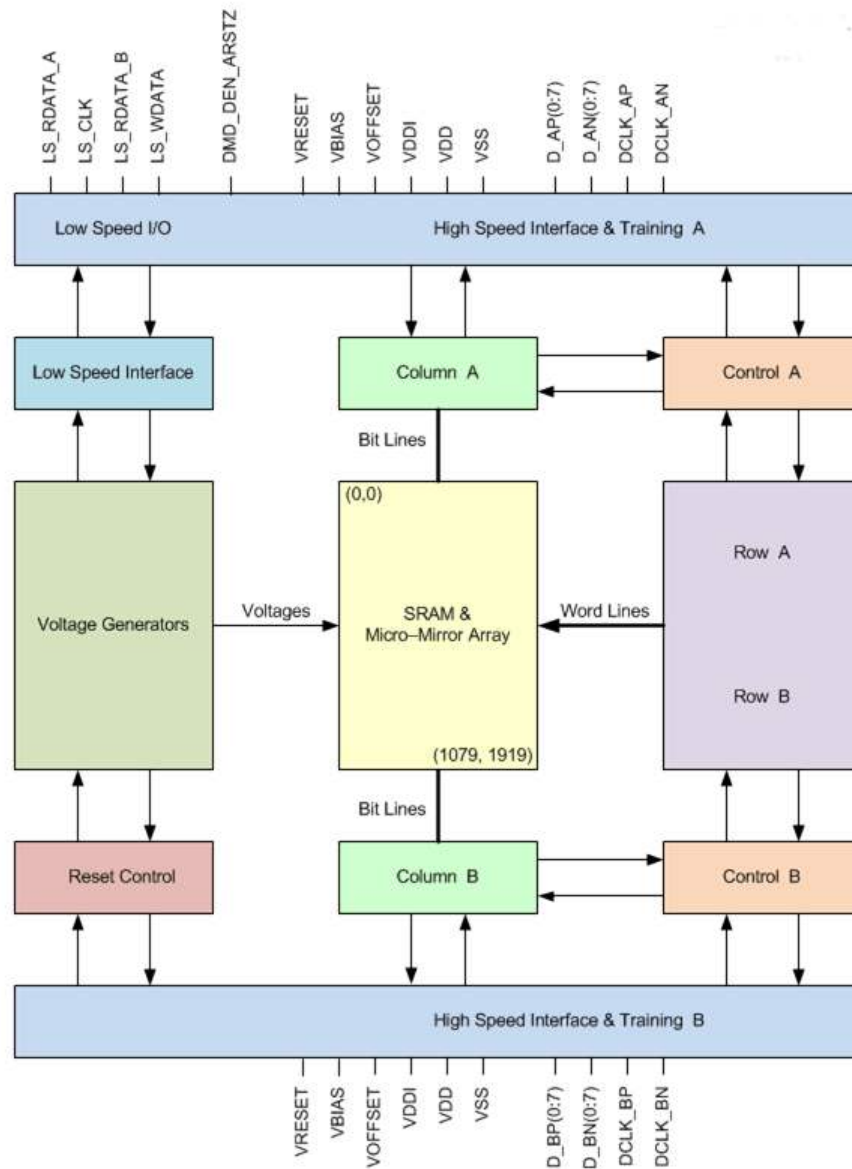 LS_RDATA_A
LS_CLK
LS_RDATA_B
LS_WDATA
DMD_DEN_ARSTZ
VRESET
VBIAS
VOFFSET
VDDI
VDD
VSS
D_AP(0:7)
D_AN(0:7)
DCLK_AP
DCLK_AN
Low Speed I/O
High Speed Interface & Training A
Low Speed Interface
Column A
Control A
Bit Lines
(0,0)
Row A
Voltage Generators
Voltages
SRAM &
Micro–Mirror Array
Word Lines
Row B
(1079, 1919)
Bit Lines
Reset Control
Column B
Control B
High Speed Interface & Training B
VRESET
VBIAS
VOFFSET
VDDI
VDD
VSS
D_BP(0:7)
D_BN(0:7)
DCLK_BP
DCLK_BN